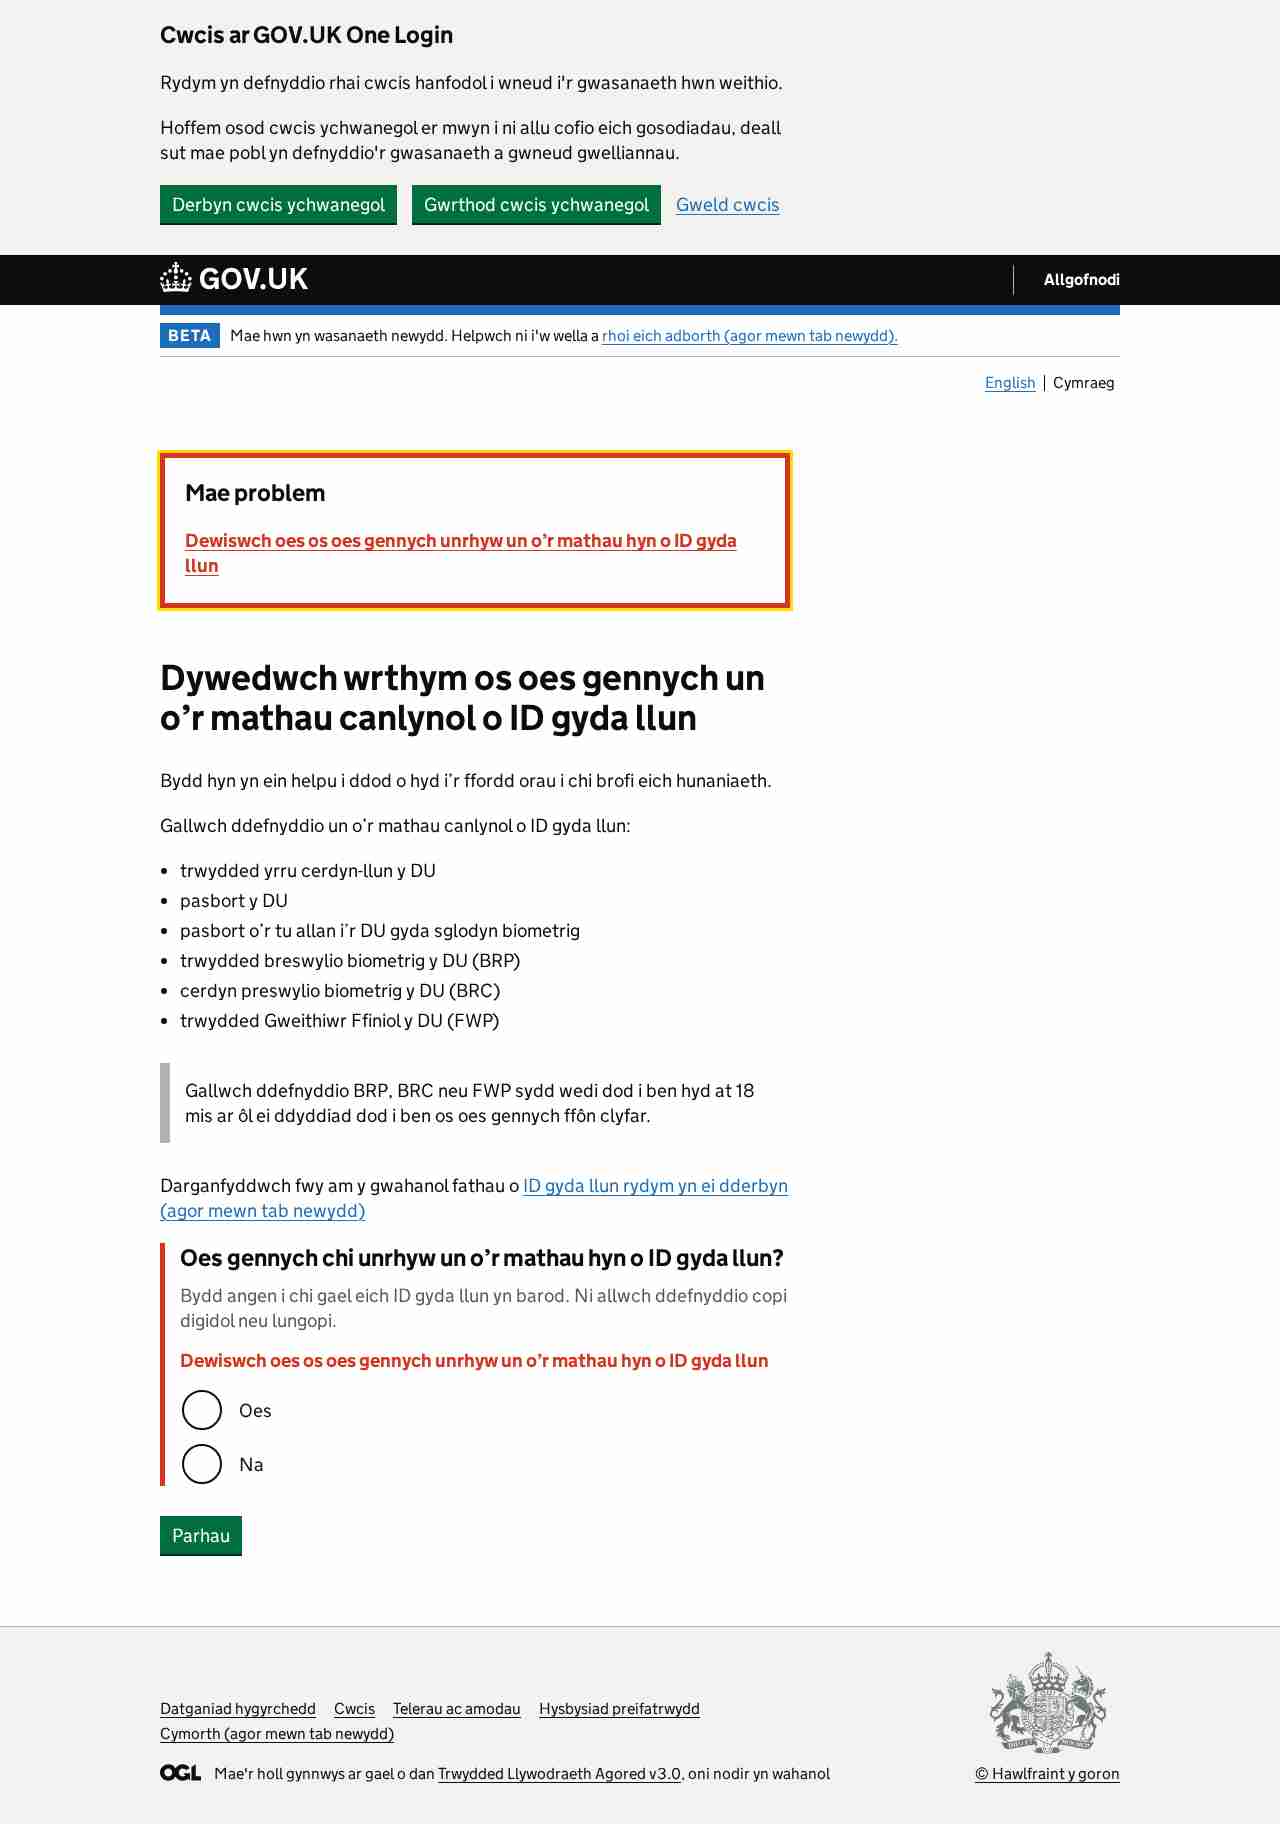 Cwcis ar GOV.UK One Login
Rydym yn defnyddio rhai cwcis hanfodol i wneud i'r gwasanaeth hwn weithio.
Hoffem osod cwcis ychwanegol er mwyn i ni allu cofio eich gosodiadau, deall
sut mae pobl yn defnyddio'r gwasanaeth a gwneud gwelliannau.
Derbyn cwcis ychwanegol Gwrthod cwcis ychwanegol Gweld cwcis
GOV.UK Allgofnodi
BETA Mae hwn yn wasanaeth newydd. Helpwch ni i'w wella a rhoi eich adborth (agor mewn tab newydd).
English Cymraeg
Mae problem
Dewiswch oes os oes gennych unrhyw un o’r mathau hyn o ID gyda
llun
Dywedwch wrthym os oes gennych un
o’r mathau canlynol o ID gyda llun
Bydd hyn yn ein helpu i ddod o hyd i’r ffordd orau i chi brofi eich hunaniaeth.
Gallwch ddefnyddio un o’r mathau canlynol o ID gyda llun:
• trwydded yrru cerdyn-llun y DU
• pasbort y DU
• pasbort o’r tu allan i’r DU gyda sglodyn biometrig
• trwydded breswylio biometrig y DU (BRP)
• cerdyn preswylio biometrig y DU (BRC)
• trwydded Gweithiwr Ffiniol y DU (FWP)
Gallwch ddefnyddio BRP, BRC neu FWP sydd wedi dod i ben hyd at 18
mis ar ôl ei ddyddiad dod i ben os oes gennych ffôn clyfar.
Darganfyddwch fwy am y gwahanol fathau o ID gyda llun rydym yn ei dderbyn
(agor mewn tab newydd)
Oes gennych chi unrhyw un o’r mathau hyn o ID gyda llun?
Bydd angen i chi gael eich ID gyda llun yn barod. Ni allwch ddefnyddio copi
digidol neu lungopi.
Dewiswch oes os oes gennych unrhyw un o’r mathau hyn o ID gyda llun
Oes
Na
Parhau
Datganiad hygyrchedd Cwcis Telerau ac amodau Hysbysiad preifatrwydd
Cymorth (agor mewn tab newydd)
OGL Mae'r holl gynnwys ar gael o dan Trwydded Llywodraeth Agored v3.0, oni nodir yn wahanol
© Hawlfraint y goron